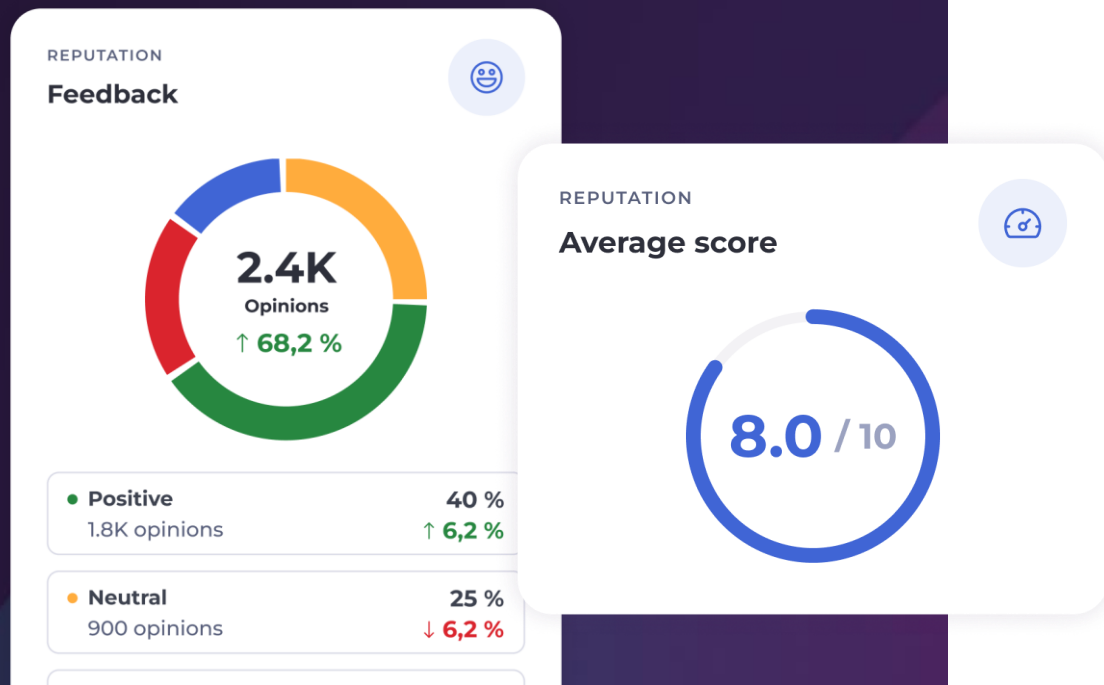 REPUTATION
Feedback
2.4K
Opinions
↑ 68,2 %
Positive 40 %
1.8K opinions ↑ 6,2 %
Neutral 25 %
900 opinions ↓ 6,2 %
REPUTATION
Average score
8.0 / 10